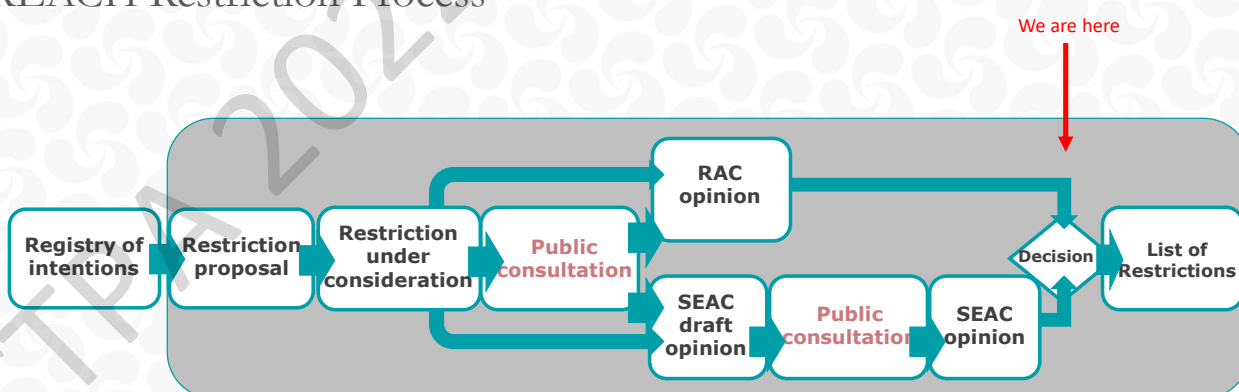 REACH Restriction Process
We are here
RAC
opinion
Registry of
intentions
Restriction
proposal
Restriction
under
consideration
Public
consultation
SEAC
draft
opinion
Public
consultation
SEAC
opinion
Decision
List of
Restrictions